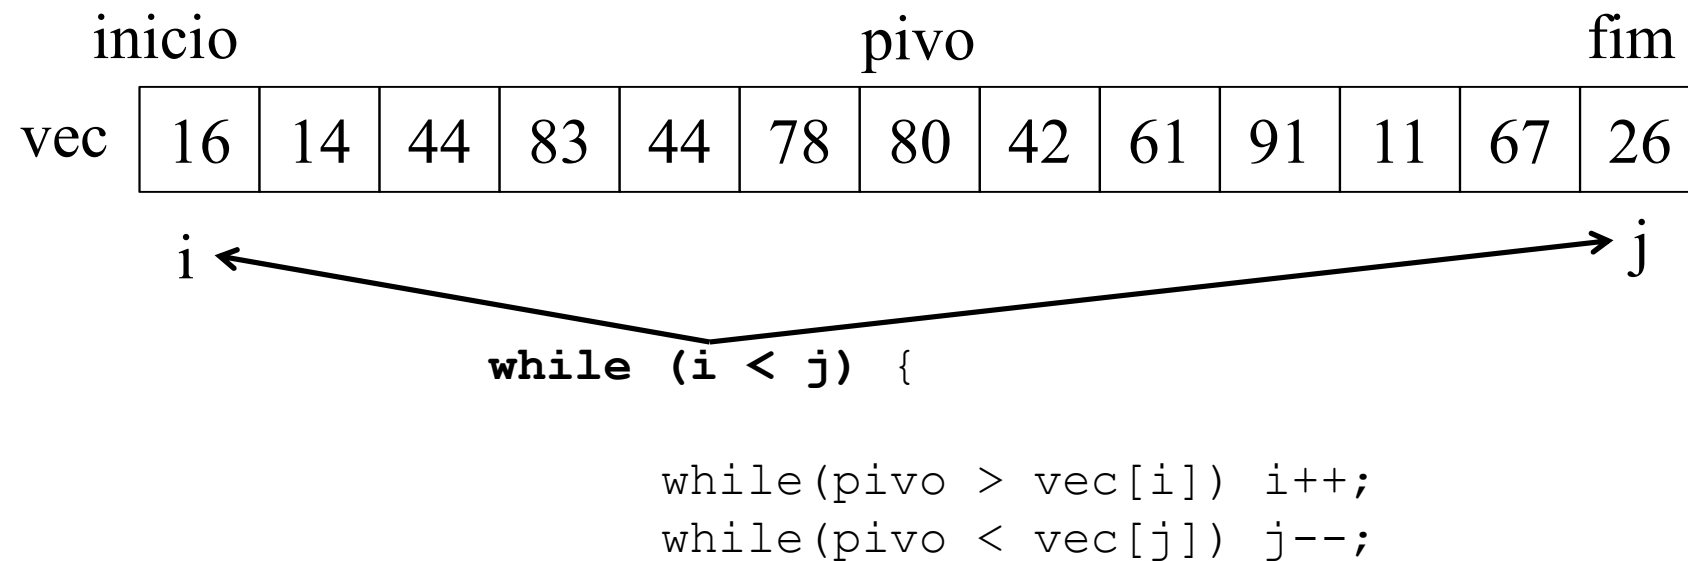 inicio pivo fim
vec 16 14 44 83 44 78 80 42 61 91 11 67 26
i j
while (i < j) {
while(pivo > vec[i]) i++;
while(pivo < vec[j]) j--;